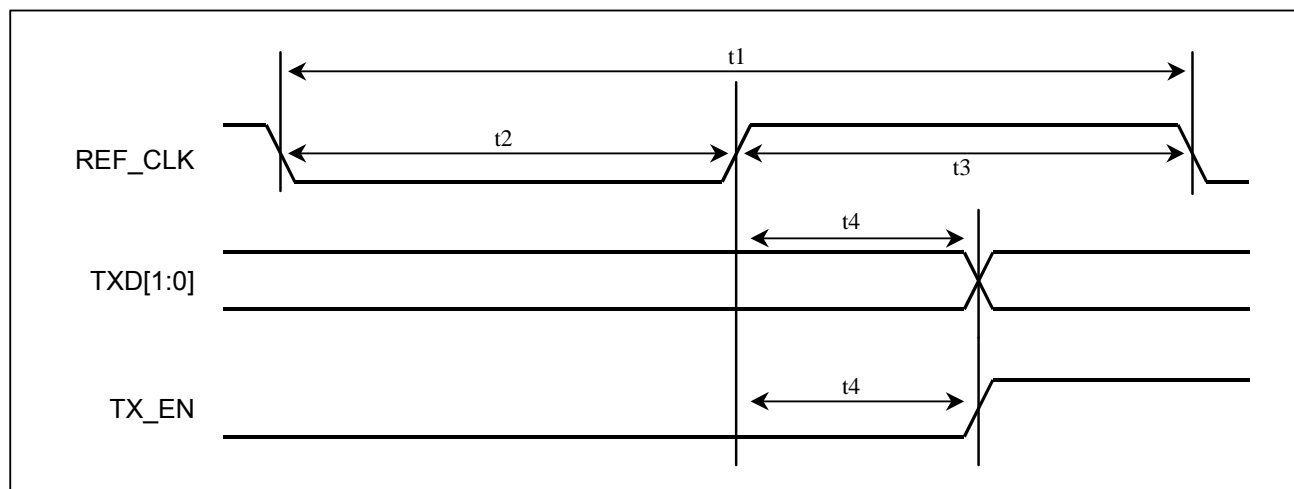 t1
t2
REF_CLK
t3
t4
TXD[1:0]
t4
TX_EN